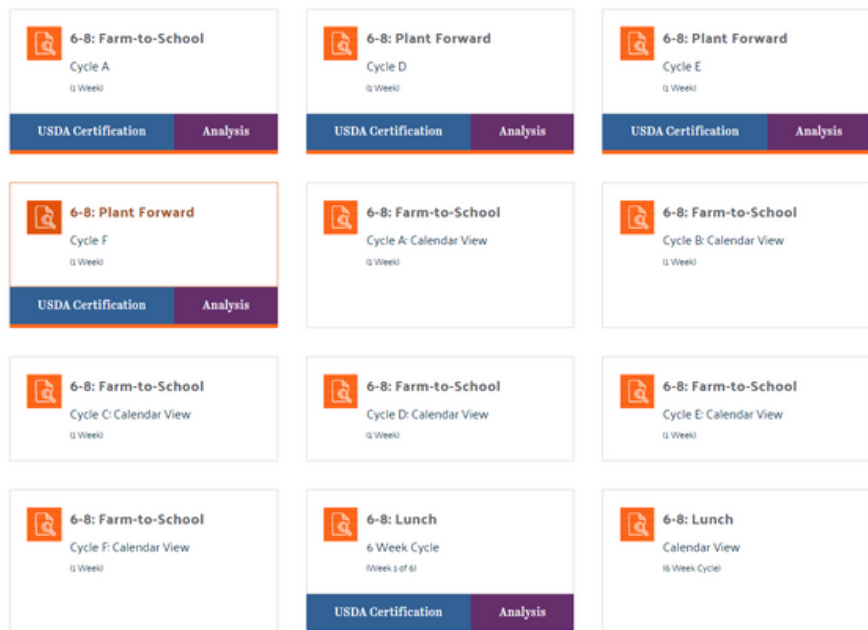 6-8: Farm-to-School
Cycle A
(1 Week)
USDA Certification Analysis
6-8: Plant Forward
Cycle D
(1 Week)
USDA Certification Analysis
6-8: Plant Forward
Cycle E
(1 Week)
USDA Certification Analysis
6-8: Plant Forward
Cycle F
(1 Week)
USDA Certification Analysis
6-8: Farm-to-School
Cycle A: Calendar View
(1 Week)
6-8: Farm-to-School
Cycle B: Calendar View
(1 Week)
6-8: Farm-to-School
Cycle C: Calendar View
(1 Week)
6-8: Farm-to-School
Cycle D: Calendar View
(1 Week)
6-8: Farm-to-School
Cycle E: Calendar View
(1 Week)
6-8: Farm-to-School
Cycle F: Calendar View
(1 Week)
6-8: Lunch
6 Week Cycle
(Week 1 of 6)
USDA Certification Analysis
6-8: Lunch
Calendar View
(6 Week Cycle)